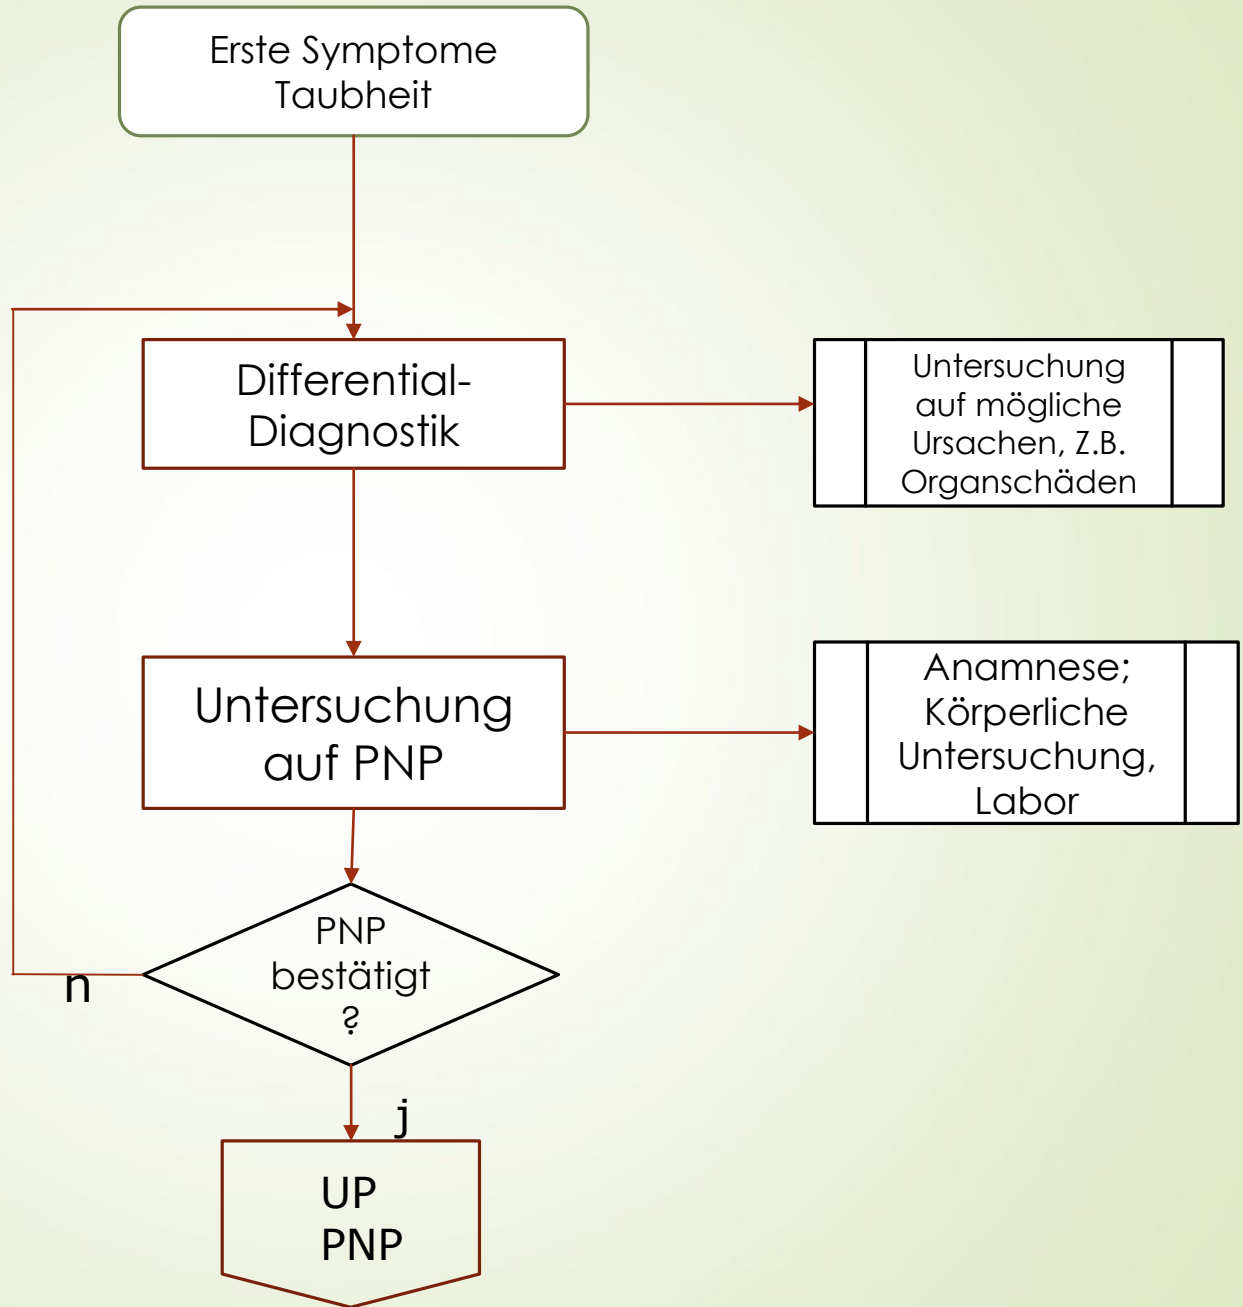 Erste Symptome
Taubheit
Differential-
Diagnostik
Untersuchung
auf mögliche
Ursachen, Z.B.
Organschäden
Untersuchung
auf PNP
Anamnese;
Körperliche
Untersuchung,
Labor
PNP
bestätigt
?
n
j
UP
PNP